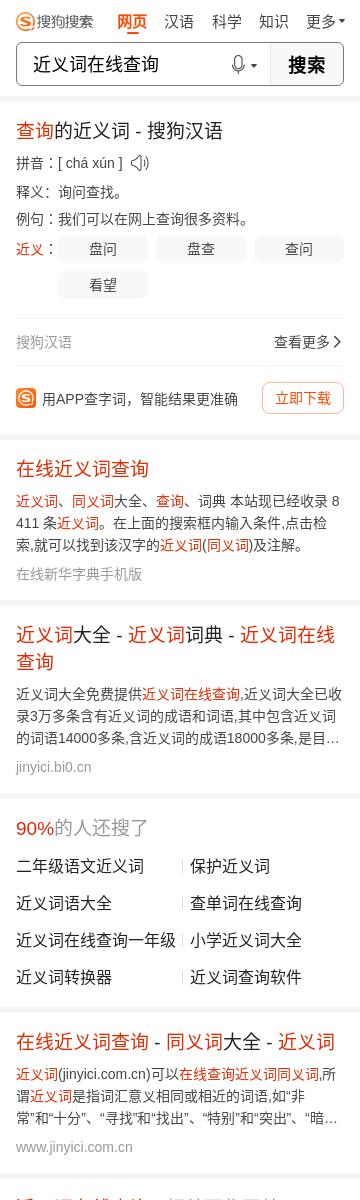 搜狗搜索 网页 汉语 科学 知识 更多
近义词在线查询 搜索
查询的近义词 - 搜狗汉语
拼音：[ chá xún ]
释义：询问查找。
例句：我们可以在网上查询很多资料。
近义： 盘问 盘查 查问
看望
搜狗汉语 查看更多
用APP查字词，智能结果更准确 立即下载
在线近义词查询
近义词、同义词大全、查询、词典 本站现已经收录 8
411 条近义词。在上面的搜索框内输入条件,点击检
索,就可以找到该汉字的近义词(同义词)及注解。
在线新华字典手机版
近义词大全 - 近义词词典 - 近义词在线
查询
近义词大全免费提供近义词在线查询,近义词大全已收
录3万多条含有近义词的成语和词语,其中包含近义词
的词语14000多条,含近义词的成语18000多条,是目…
jinyici.bi0.cn
90%的人还搜了
二年级语文近义词 保护近义词
近义词语大全 查单词在线查询
近义词在线查询一年级 小学近义词大全
近义词转换器 近义词查询软件
在线近义词查询 - 同义词大全 - 近义词
近义词(jinyici.com.cn)可以在线查询近义词同义词,所
谓近义词是指词汇意义相同或相近的词语,如“非
常”和“十分”、“寻找”和“找出”、“特别”和“突出”、“暗…
www.jinyici.com.cn